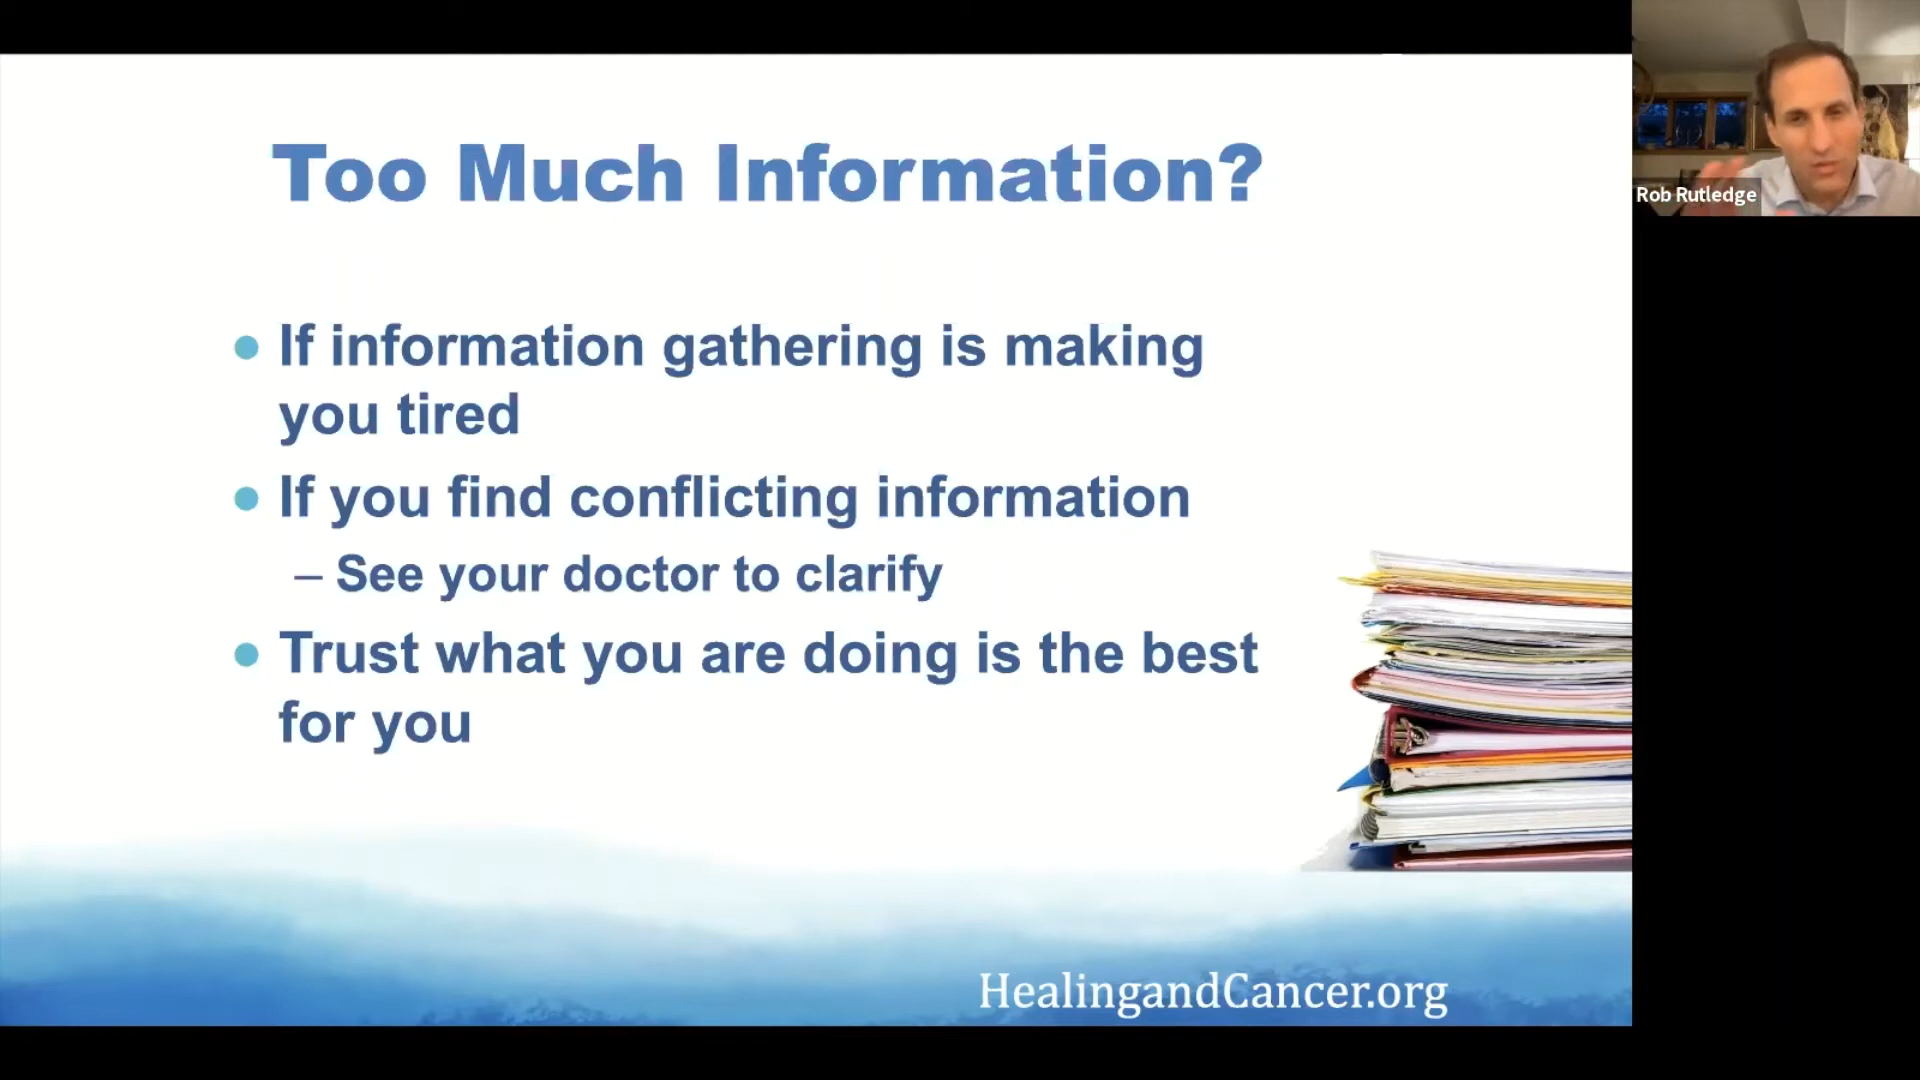 Too Much Information?
• If information gathering is making
you tired
• If you find conflicting information
– See your doctor to clarify
• Trust what you are doing is the best
for you
HealingandCancer.org
Rob Rutledge